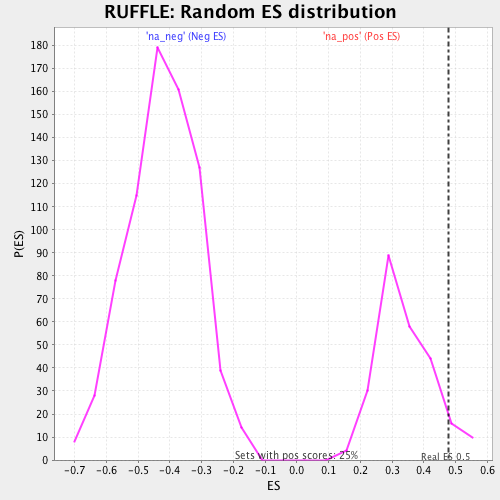 RUFFLE: Random ES distribution
'na_neg' (Neg ES)
'na_pos' (Pos ES)
180
170
160
150
140
130
120
110
100
90
80
70
60
50
40
30
20
10
0
P(ES)
Sets with pos scores: 25%
Real ES 0.5
-0.7 -0.6 -0.5 -0.4 -0.3 -0.2 -0.1 0.0 0.1 0.2 0.3 0.4 0.5 0.6
ES